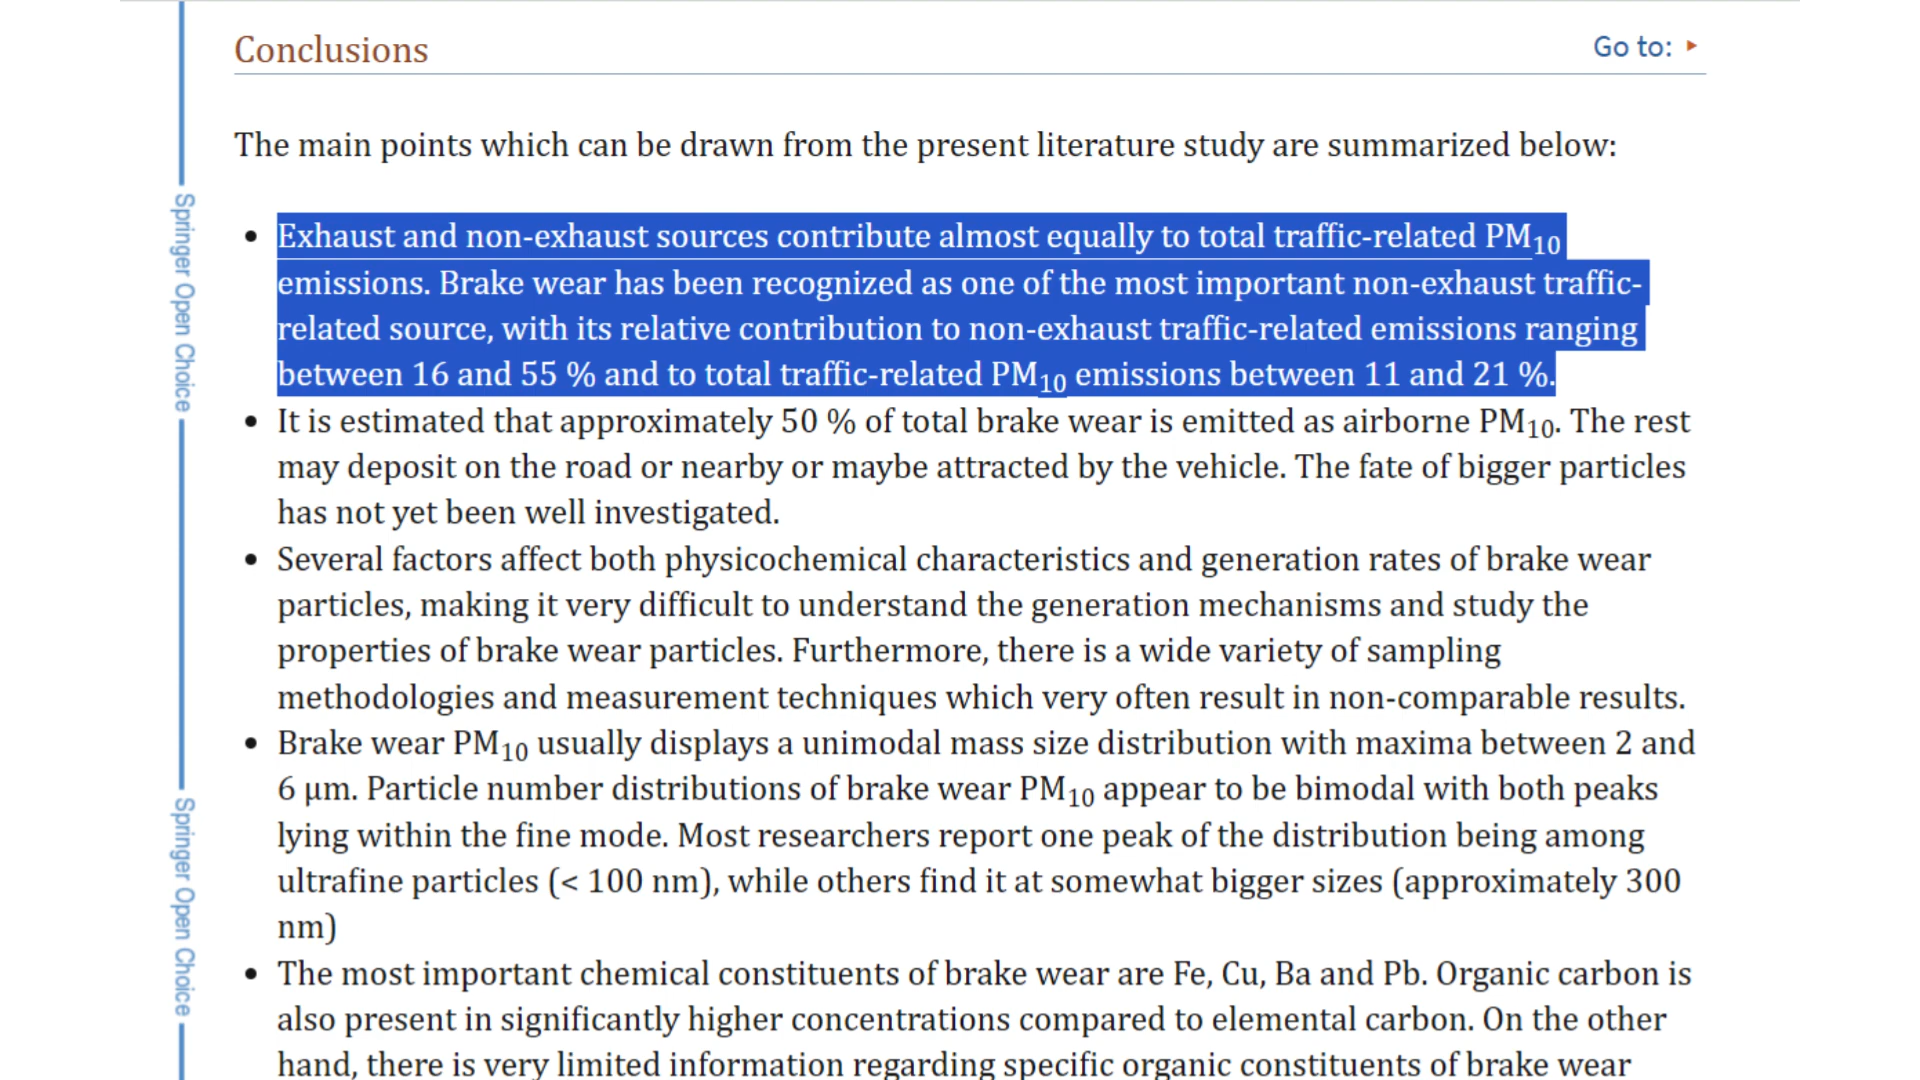 Conclusions
Go to:
The main points which can be drawn from the present literature study are summarized below:
• Exhaust and non-exhaust sources contribute almost equally to total traffic-related PM10
emissions. Brake wear has been recognized as one of the most important non-exhaust traffic-
related source, with its relative contribution to non-exhaust traffic-related emissions ranging
between 16 and 55 % and to total traffic-related PM10 emissions between 11 and 21 %.
• It is estimated that approximately 50 % of total brake wear is emitted as airborne PM10. The rest
may deposit on the road or nearby or maybe attracted by the vehicle. The fate of bigger particles
has not yet been well investigated.
• Several factors affect both physicochemical characteristics and generation rates of brake wear
particles, making it very difficult to understand the generation mechanisms and study the
properties of brake wear particles. Furthermore, there is a wide variety of sampling
methodologies and measurement techniques which very often result in non-comparable results.
• Brake wear PM10 usually displays a unimodal mass size distribution with maxima between 2 and
6 μm. Particle number distributions of brake wear PM10 appear to be bimodal with both peaks
lying within the fine mode. Most researchers report one peak of the distribution being among
ultrafine particles (< 100 nm), while others find it at somewhat bigger sizes (approximately 300
nm)
• The most important chemical constituents of brake wear are Fe, Cu, Ba and Pb. Organic carbon is
also present in significantly higher concentrations compared to elemental carbon. On the other
hand, there is very limited information regarding specific organic constituents of brake wear
Springer Open Choice
Springer Open Choice